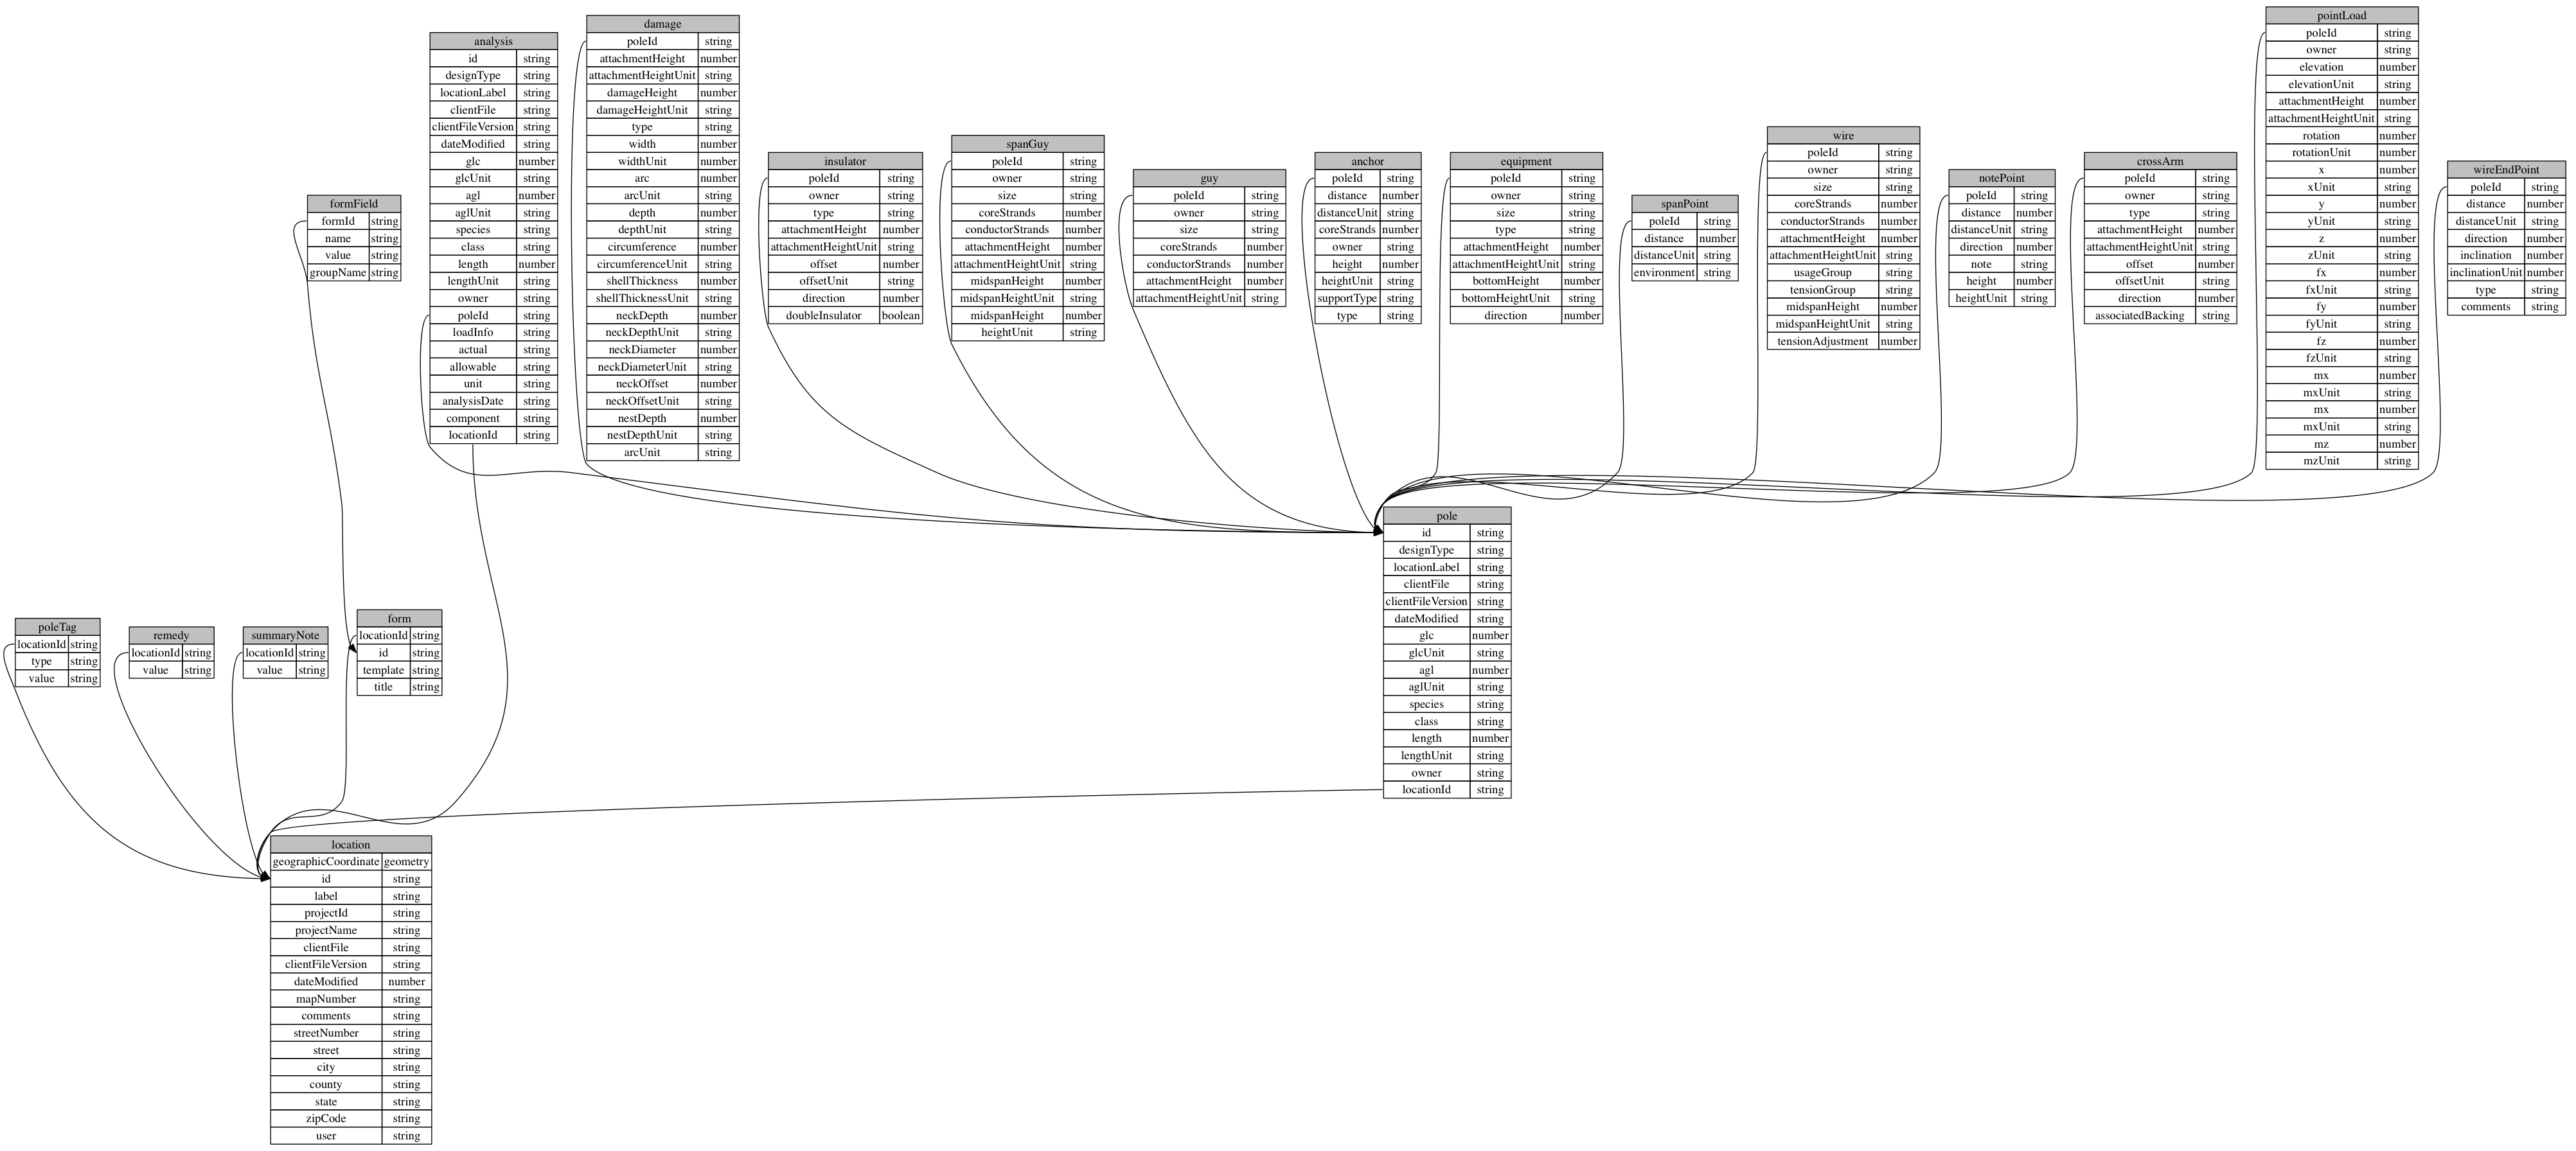 analysis
id string
designType string
locationLabel string
clientFile string
clientFileVersion string
dateModified string
glc number
glcUnit string
agl number
aglUnit string
species string
class string
length number
lengthUnit string
owner string
poleId string
loadInfo string
actual string
allowable string
unit string
analysisDate string
component string
locationId string
damage
poleId string
attachmentHeight number
attachmentHeightUnit string
damageHeight number
damageHeightUnit string
type string
width number
widthUnit number
arc number
arcUnit string
depth number
depthUnit string
circumference number
circumferenceUnit string
shellThickness number
shellThicknessUnit string
neckDepth number
neckDepthUnit string
neckDiameter number
neckDiameterUnit string
neckOffset number
neckOffsetUnit string
nestDepth number
nestDepthUnit string
arcUnit string
insulator
poleId string
owner string
type string
attachmentHeight number
attachmentHeightUnit string
offset number
offsetUnit string
direction number
doubleInsulator boolean
spanGuy
poleId string
owner string
size string
coreStrands number
conductorStrands number
attachmentHeight number
attachmentHeightUnit string
midspanHeight number
midspanHeightUnit string
midspanHeight number
heightUnit string
guy
poleId string
owner string
size string
coreStrands number
conductorStrands number
attachmentHeight number
attachmentHeightUnit string
anchor
poleId string
distance number
distanceUnit string
coreStrands number
owner string
height number
heightUnit string
supportType string
type string
equipment
poleId string
owner string
size string
type string
attachmentHeight number
attachmentHeightUnit string
bottomHeight number
bottomHeightUnit string
direction number
spanPoint
poleId string
distance number
distanceUnit string
environment string
wire
poleId string
owner string
size string
coreStrands number
conductorStrands number
attachmentHeight number
attachmentHeightUnit string
usageGroup string
tensionGroup string
midspanHeight number
midspanHeightUnit string
tensionAdjustment number
notePoint
poleId string
distance number
distanceUnit string
direction number
note string
height number
heightUnit string
crossArm
poleId string
owner string
type string
attachmentHeight number
attachmentHeightUnit string
offset number
offsetUnit string
direction number
associatedBacking string
pointLoad
poleId string
owner string
elevation number
elevationUnit string
attachmentHeight number
attachmentHeightUnit string
rotation number
rotationUnit number
x number
xUnit string
y number
yUnit string
z number
zUnit string
fx number
fxUnit string
fy number
fyUnit string
fz number
fzUnit string
mx number
mxUnit string
mx number
mxUnit string
mz number
mzUnit string
wireEndPoint
poleId string
distance number
distanceUnit string
direction number
inclination number
inclinationUnit number
type string
comments string
formField
formId string
name string
value string
groupName string
poleTag
locationId string
type string
value string
remedy
locationId string
value string
summaryNote
locationId string
value string
form
locationId string
id string
template string
title string
pole
id string
designType string
locationLabel string
clientFile string
clientFileVersion string
dateModified string
glc number
glcUnit string
agl number
aglUnit string
species string
class string
length number
lengthUnit string
owner string
locationId string
location
geographicCoordinate geometry
id string
label string
projectId string
projectName string
clientFile string
clientFileVersion string
dateModified number
mapNumber string
comments string
streetNumber string
street string
city string
county string
state string
zipCode string
user string